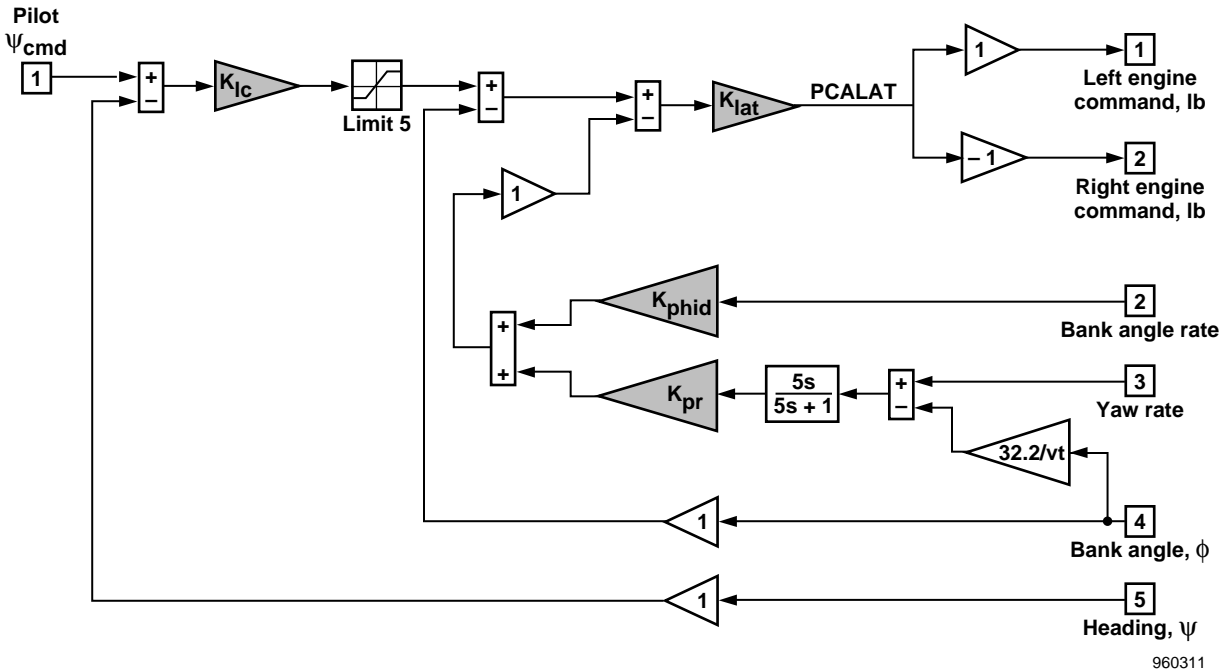 Pilot
Ψcmd
1
+
–
Klc
Limit 5
+
–
+
–
Klat
PCALAT
1
1
Left engine
command, lb
– 1
2
Right engine
command, lb
1
Kphid
2
Bank angle rate
+
+
Kpr
5s
5s + 1
+
–
3
Yaw rate
32.2/vt
1
4
Bank angle, ϕ
1
5
Heading, ψ
960311